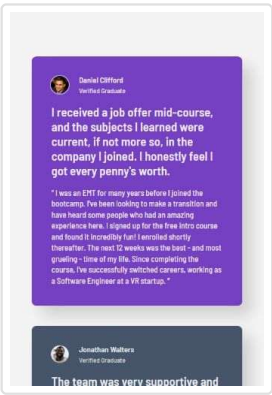 Daniel Clifford
Verified Graduate
I received a job offer mid-course,
and the subjects I learned were
current, if not more so, in the
company I joined. I honestly feel I
got every penny's worth.
" I was an EMT for many years before I joined the
bootcamp. I've been looking to make a transition and
have heard some people who had an amazing
experience here. I signed up for the free intro course
and found it incredibly fun! I enrolled shortly
thereafter. The next 12 weeks was the best - and most
grueling - time of my life. Since completing the
course, I've successfully switched careers, working as
a Software Engineer at a VR startup. "
Jonathan Walters
Verified Graduate
The team was very supportive and